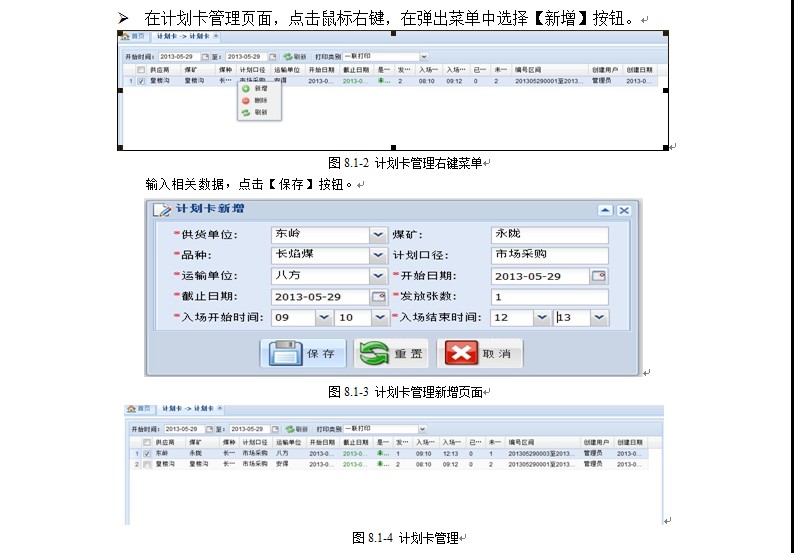 ➢ 在计划卡管理页面，点击鼠标右键，在弹出菜单中选择【新增】按钮。
首页 计划卡 -> 计划卡
开始时间： 2013-05-29 至： 2013-05-29 刷新 打印类别 一联打印
供应商 煤矿 煤种 计划口径 运输单位 开始日期 截止日期 是一 发… 入场… 入场… 已一 未一 编号区间 创建用户 创建日期
1 长… 市场采购 安得 2013-0... 2013-0... 未... 2 08:10 09:12 0 2 201305290001至2013... 管理员 2013-0...
新增
删除
刷新
图 8.1-2 计划卡管理右键菜单
输入相关数据，点击【保存】按钮。
计划卡新增
*供货单位: 东岭 煤矿: 永陇
*品种: 长焰煤 计划口径: 市场采购
*运输单位: 八方 *开始日期: 2013-05-29
*截止日期: 2013-05-29 *发放张数: 1
*入场开始时间: 09 10 *入场结束时间: 12 13
保存 重置 取消
图 8.1-3 计划卡管理新增页面
首页 计划卡 -> 计划卡
开始时间： 2013-05-29 至： 2013-05-29 刷新 打印类别 一联打印
供应商 煤矿 煤种 计划口径 运输单位 开始日期 截止日期 是一 发… 入场… 入场… 已… 未一 编号区间 创建用户 创建日期
1 东岭 永陇 长… 市场采购 八方 2013-0... 2013-0... 未... 1 09:10 12:13 0 1 201305290003至2013... 管理员 2013-0...
2 长… 市场采购 安得 2013-0... 2013-0... 未... 2 08:10 09:12 0 2 201305290001至2013... 管理员 2013-0...
图 8.1-4 计划卡管理